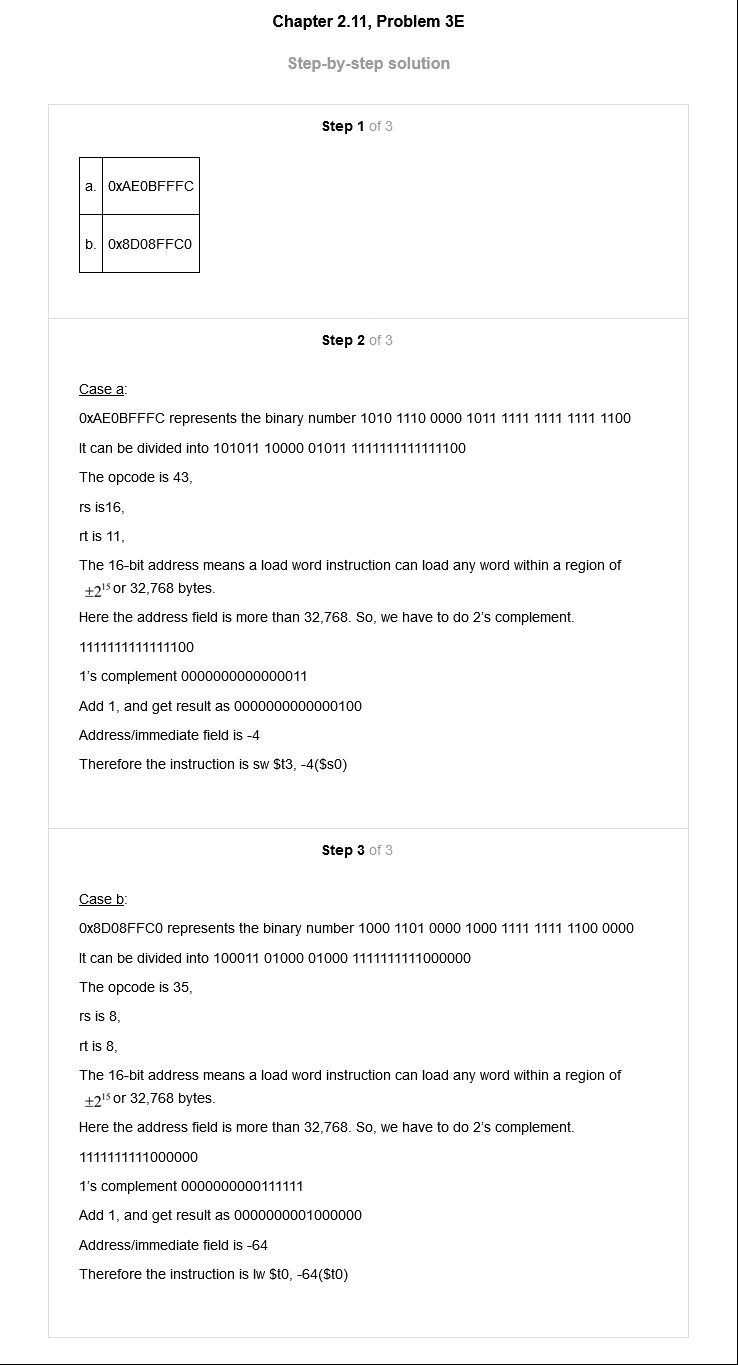 Chapter 2.11, Problem 3E
Step-by-step solution
Step 1 of 3
a. 0xAE0BFFFC
b. 0x8D08FFC0
Step 2 of 3
Case a:
0xAE0BFFFC represents the binary number 1010 1110 0000 1011 1111 1111 1111 1100
It can be divided into 101011 10000 01011 1111111111111100
The opcode is 43,
rs is16,
rt is 11,
The 16-bit address means a load word instruction can load any word within a region of
±2¹⁵ or 32,768 bytes.
Here the address field is more than 32,768. So, we have to do 2's complement.
1111111111111100
1's complement 0000000000000011
Add 1, and get result as 0000000000000100
Address/immediate field is -4
Therefore the instruction is sw $t3, -4($s0)
Step 3 of 3
Case b:
0x8D08FFC0 represents the binary number 1000 1101 0000 1000 1111 1111 1100 0000
It can be divided into 100011 01000 01000 1111111111000000
The opcode is 35,
rs is 8,
rt is 8,
The 16-bit address means a load word instruction can load any word within a region of
±2¹⁵ or 32,768 bytes.
Here the address field is more than 32,768. So, we have to do 2's complement.
1111111111000000
1's complement 0000000000111111
Add 1, and get result as 0000000001000000
Address/immediate field is -64
Therefore the instruction is lw $t0, -64($t0)